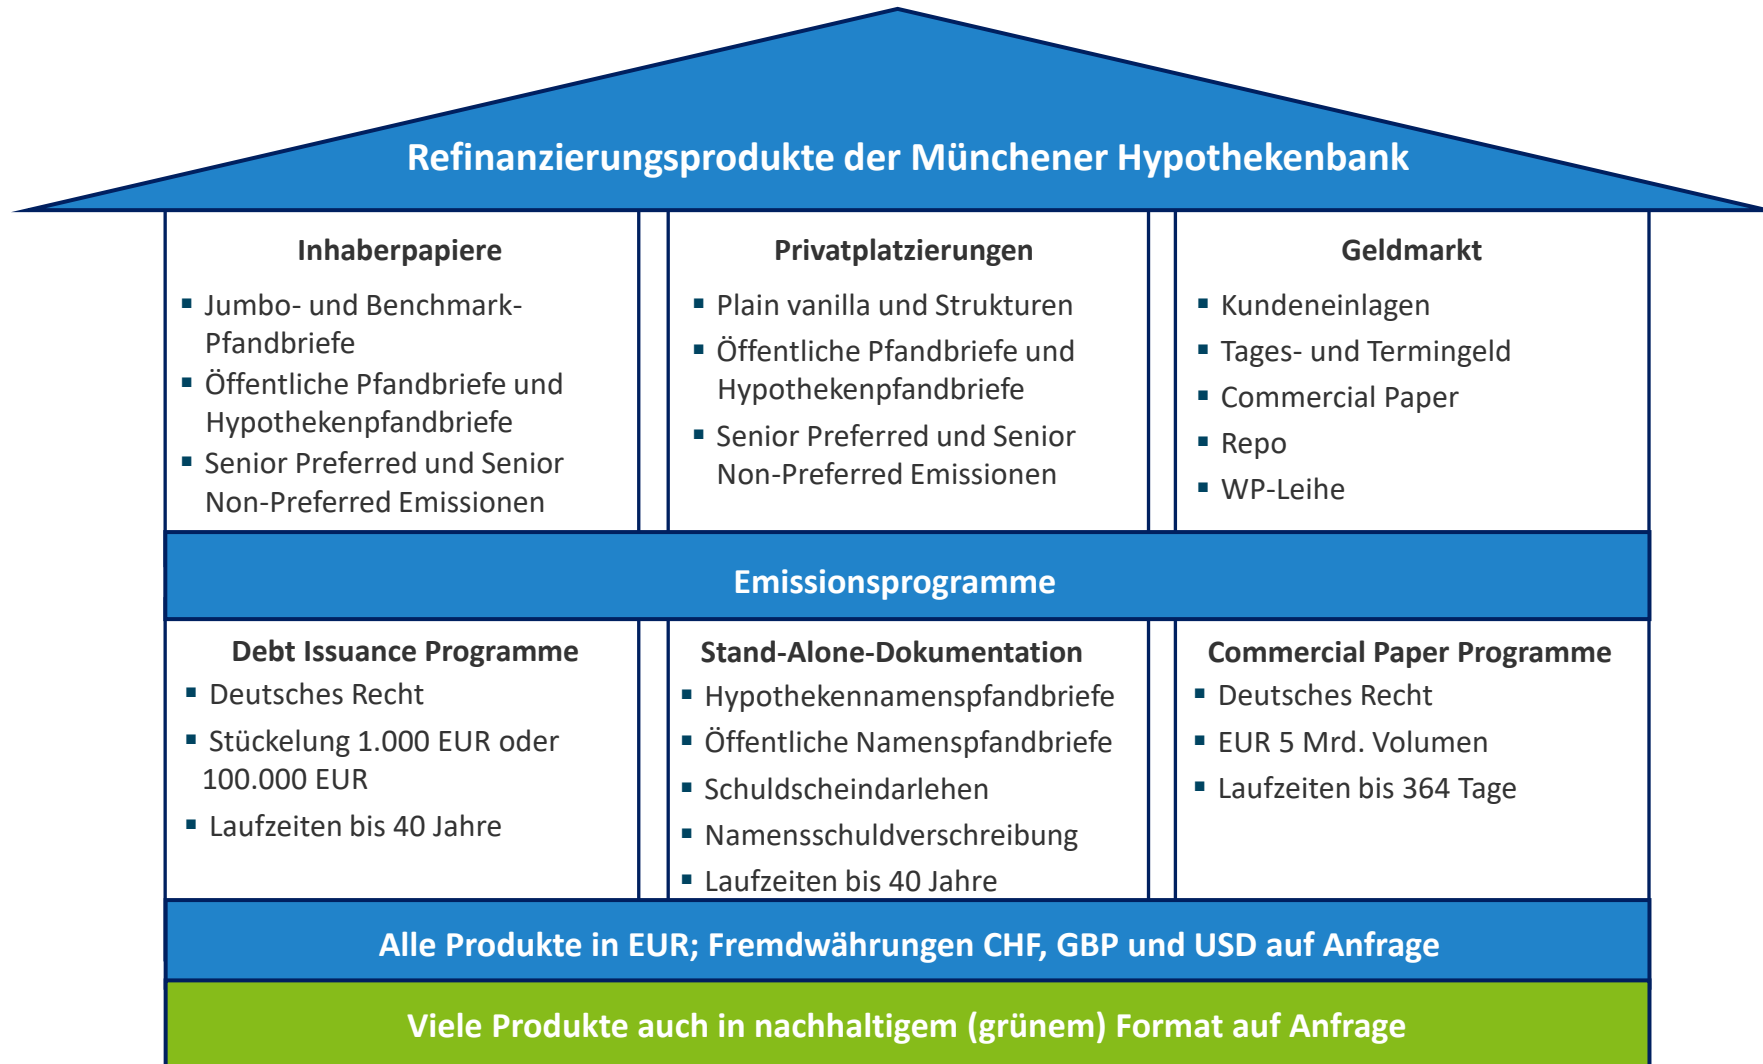 Refinanzierungsprodukte der Münchener Hypothekenbank
Inhaberpapiere
▪ Jumbo- und Benchmark-
Pfandbriefe
▪ Öffentliche Pfandbriefe und
Hypothekenpfandbriefe
▪ Senior Preferred und Senior
Non-Preferred Emissionen
Privatplatzierungen
▪ Plain vanilla und Strukturen
▪ Öffentliche Pfandbriefe und
Hypothekenpfandbriefe
▪ Senior Preferred und Senior
Non-Preferred Emissionen
Geldmarkt
▪ Kundeneinlagen
▪ Tages- und Termingeld
▪ Commercial Paper
▪ Repo
▪ WP-Leihe
Emissionsprogramme
Debt Issuance Programme
▪ Deutsches Recht
▪ Stückelung 1.000 EUR oder
100.000 EUR
▪ Laufzeiten bis 40 Jahre
Stand-Alone-Dokumentation
▪ Hypothekennamenspfandbriefe
▪ Öffentliche Namenspfandbriefe
▪ Schuldscheindarlehen
▪ Namensschuldverschreibung
▪ Laufzeiten bis 40 Jahre
Commercial Paper Programme
▪ Deutsches Recht
▪ EUR 5 Mrd. Volumen
▪ Laufzeiten bis 364 Tage
Alle Produkte in EUR; Fremdwährungen CHF, GBP und USD auf Anfrage
Viele Produkte auch in nachhaltigem (grünem) Format auf Anfrage